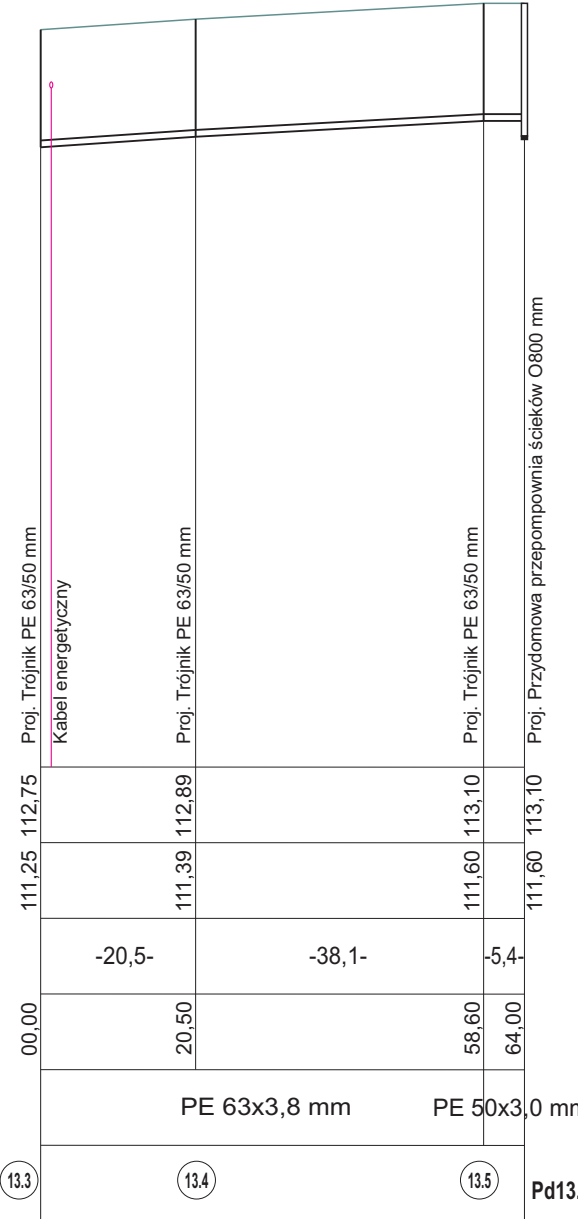 Proj. Trójnik PE 63/50 mm
Kabel energetyczny
Proj. Trójnik PE 63/50 mm
Proj. Trójnik PE 63/50 mm
Proj. Przydomowa przepompownia ścieków O800 mm
112,75 112,89 113,10 113,10
111,25 111,39 111,60 111,60
-20,5- -38,1- -5,4-
00,00 20,50 58,60 64,00
PE 63x3,8 mm PE 50x3,0 mm
13.3 13.4 13.5 Pd13.